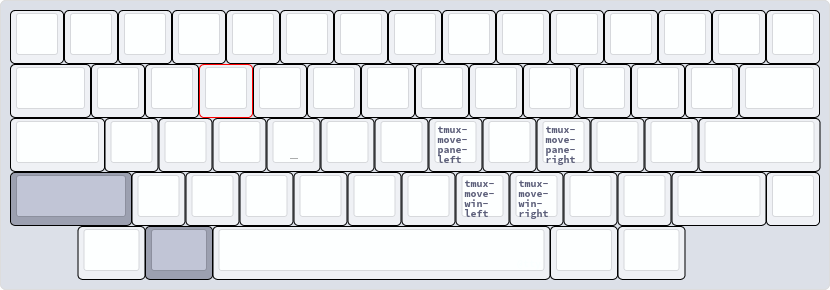 tmux-
move-
pane-
left
tmux-
move-
pane-
right
_
tmux-
move-
win-
left
tmux-
move-
win-
right